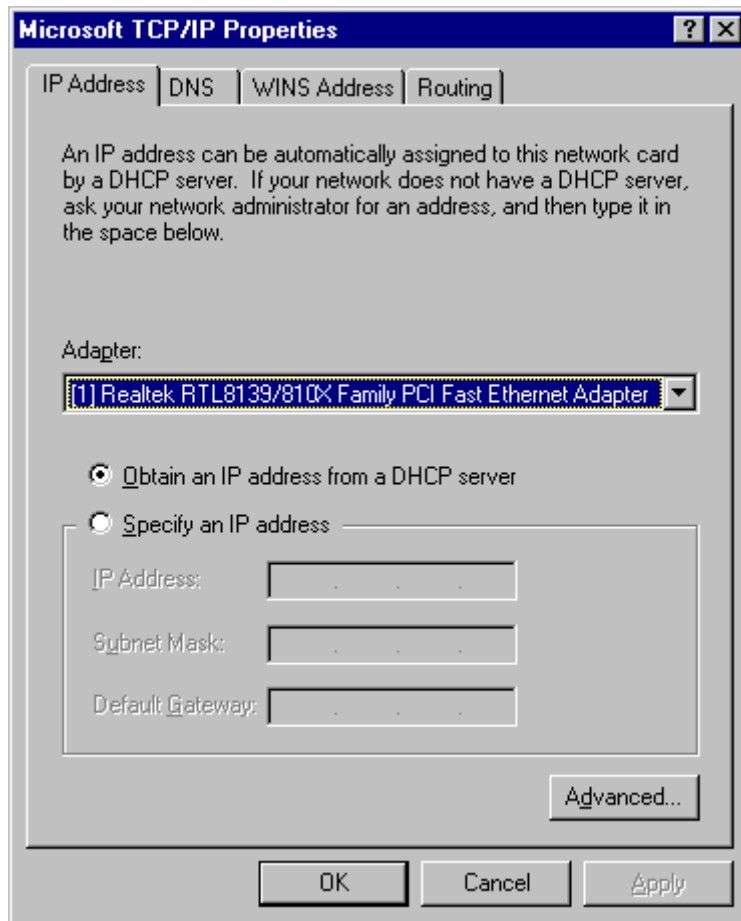 Microsoft TCP/IP Properties
IP Address DNS WINS Address Routing
An IP address can be automatically assigned to this network card
by a DHCP server.  If your network does not have a DHCP server,
ask your network administrator for an address, and then type it in
the space below.
Adapter:
[1] Realtek RTL8139/810X Family PCI Fast Ethernet Adapter
Obtain an IP address from a DHCP server
Specify an IP address
IP Address: . . .
Subnet Mask: . . .
Default Gateway: . . .
Advanced...
OK Cancel Apply